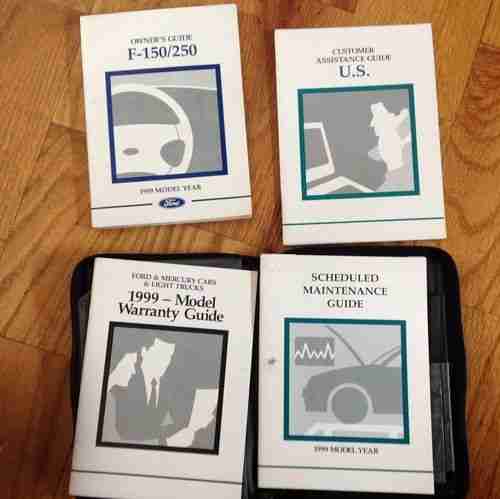 OWNER'S GUIDE
F-150/250
1999 MODEL YEAR
Ford
CUSTOMER
ASSISTANCE GUIDE
U.S.
FORD & MERCURY CARS
& LIGHT TRUCKS
1999 – Model
Warranty Guide
SCHEDULED
MAINTENANCE
GUIDE
1999 MODEL YEAR